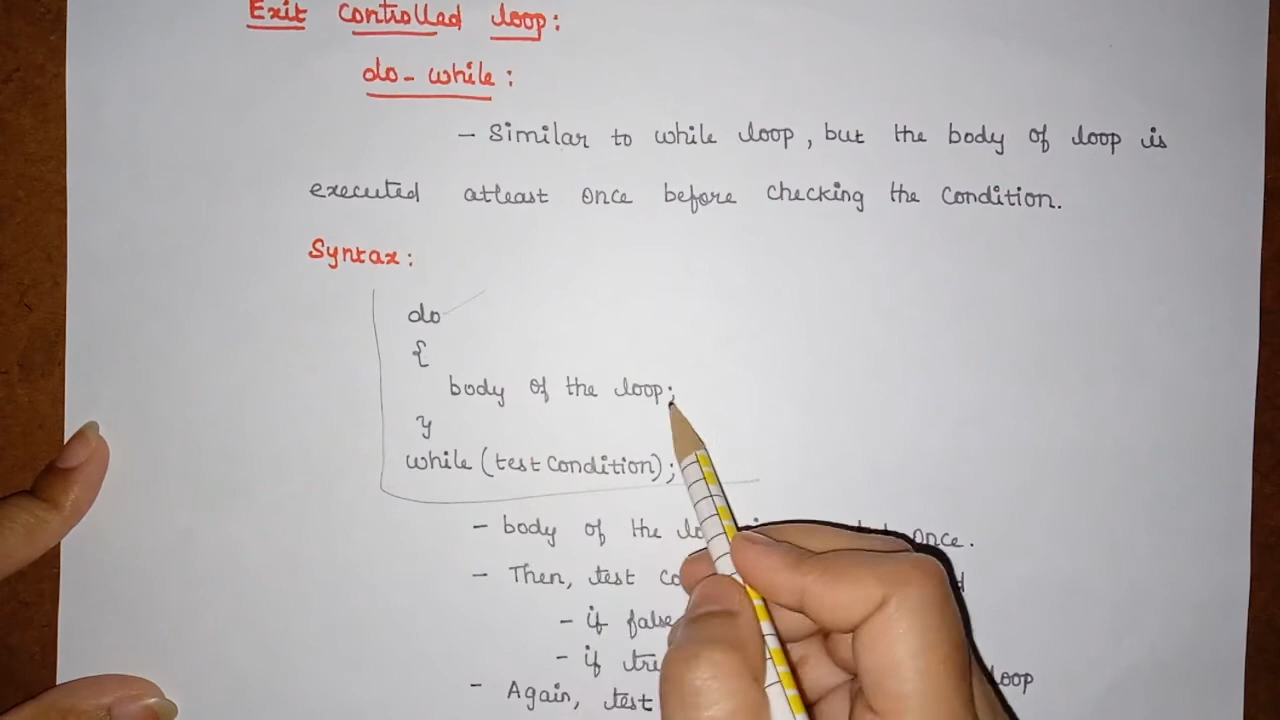 Exit controlled loop:
do-while:
- Similar to while loop, but the body of loop is
executed atleast once before checking the condition.
Syntax:
do
{
body of the loop;
}
while (test condition);
- body of the once.
- Then, test
- if false
- if
- Again, test loop